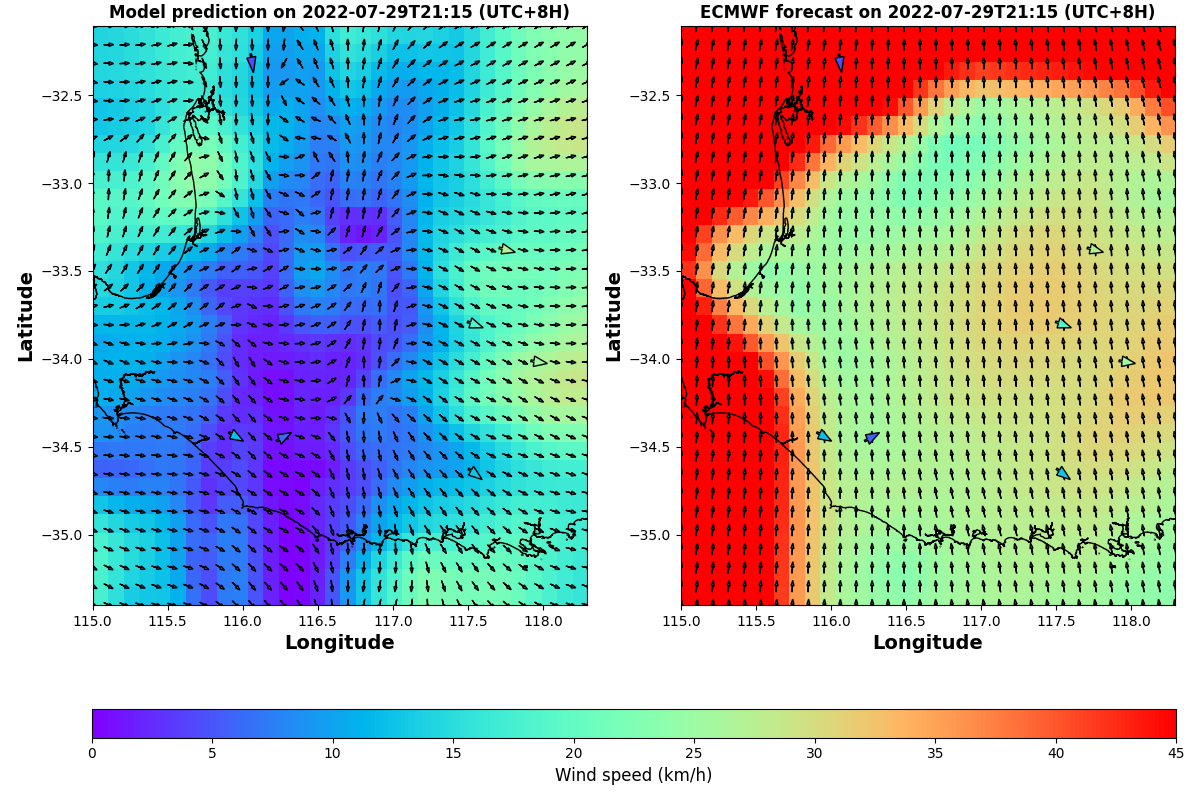 Model prediction on 2022-07-29T21:15 (UTC+8H)
ECMWF forecast on 2022-07-29T21:15 (UTC+8H)
Latitude
−32.5
−33.0
−33.5
−34.0
−34.5
−35.0
115.0 115.5 116.0 116.5 117.0 117.5 118.0
Longitude
Latitude
−32.5
−33.0
−33.5
−34.0
−34.5
−35.0
115.0 115.5 116.0 116.5 117.0 117.5 118.0
Longitude
0 5 10 15 20 25 30 35 40 45
Wind speed (km/h)